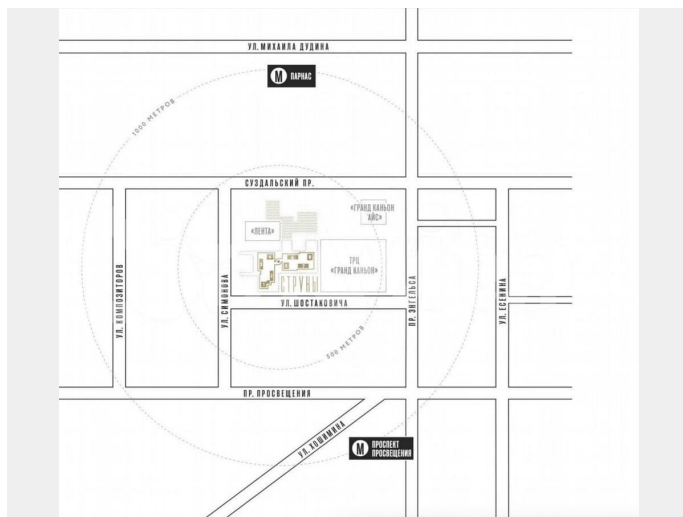 УЛ. МИХАИЛА ДУДИНА
М ПАРНАС
1000 МЕТРОВ
СУЗДАЛЬСКИЙ ПР.
«ГРАНД КАНЬОН
АЙС»
«ЛЕНТА»
ТРЦ
«ГРАНД КАНЬОН»
СТРУНЫ
УЛ. ШОСТАКОВИЧА
УЛ. КОМПОЗИТОРОВ
УЛ. СИМОНОВА
ПР. ЭНГЕЛЬСА
УЛ. ЕСЕНИНА
500 МЕТРОВ
ПР. ПРОСВЕЩЕНИЯ
УЛ. ХОШИМИНА
М ПРОСПЕКТ
ПРОСВЕЩЕНИЯ